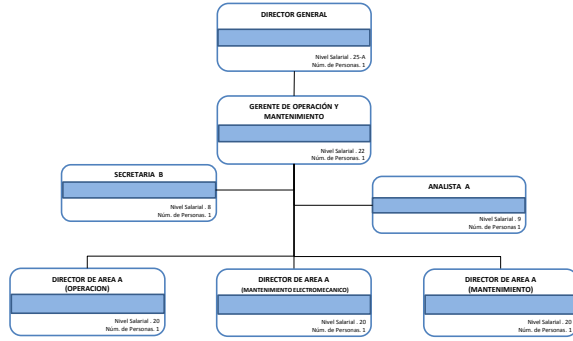 DIRECTOR GENERAL
Nivel Salarial . 25-A
Núm. de Personas. 1
GERENTE DE OPERACIÓN Y
MANTENIMIENTO
Nivel Salarial . 22
Núm. de Personas. 1
SECRETARIA B
Nivel Salarial . 8
Núm. de Personas. 1
ANALISTA A
Nivel Salarial . 9
Núm. de Personas 1
DIRECTOR DE AREA A
(OPERACION)
Nivel Salarial . 20
Núm. de Personas. 1
DIRECTOR DE AREA A
(MANTENIMIENTO ELECTROMECANICO)
Nivel Salarial . 20
Núm. de Personas. 1
DIRECTOR DE AREA A
(MANTENIMIENTO)
Nivel Salarial . 20
Núm. de Personas. 1